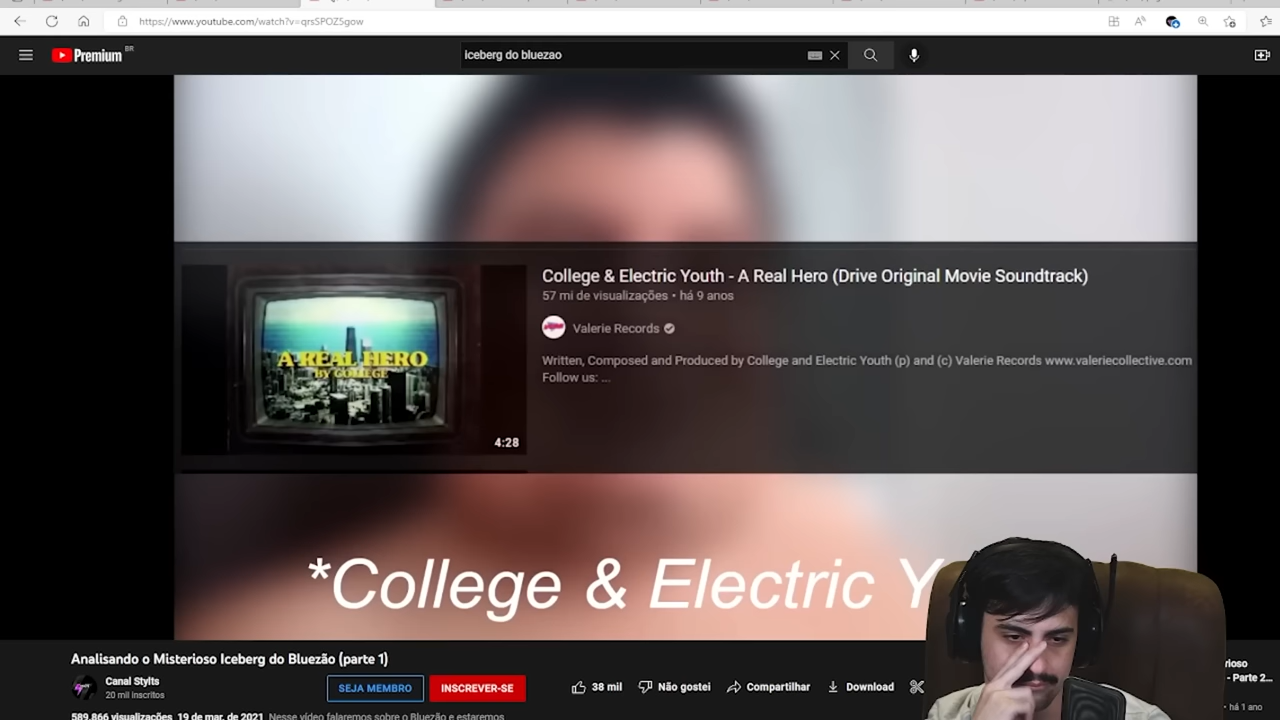 https://www.youtube.com/watch?v=qrsSPOZ5gow
Premium BR
iceberg do bluezao
A REAL HERO
BY COLLEGE
4:28
College & Electric Youth - A Real Hero (Drive Original Movie Soundtrack)
57 mi de visualizações • há 9 anos
Valerie Records
Written, Composed and Produced by College and Electric Youth (p) and (c) Valerie Records www.valeriecollective.com
Follow us: ...
*College & Electric Y
Analisando o Misterioso Iceberg do Bluezão (parte 1)
Canal Stylts
20 mil inscritos
SEJA MEMBRO
INSCREVER-SE
38 mil
Não gostei
Compartilhar
Download
589.866 visualizações 19 de mar. de 2021 Nesse vídeo falaremos sobre o Bluezão e estaremos
rioso
- Parte 2...
há 1 ano